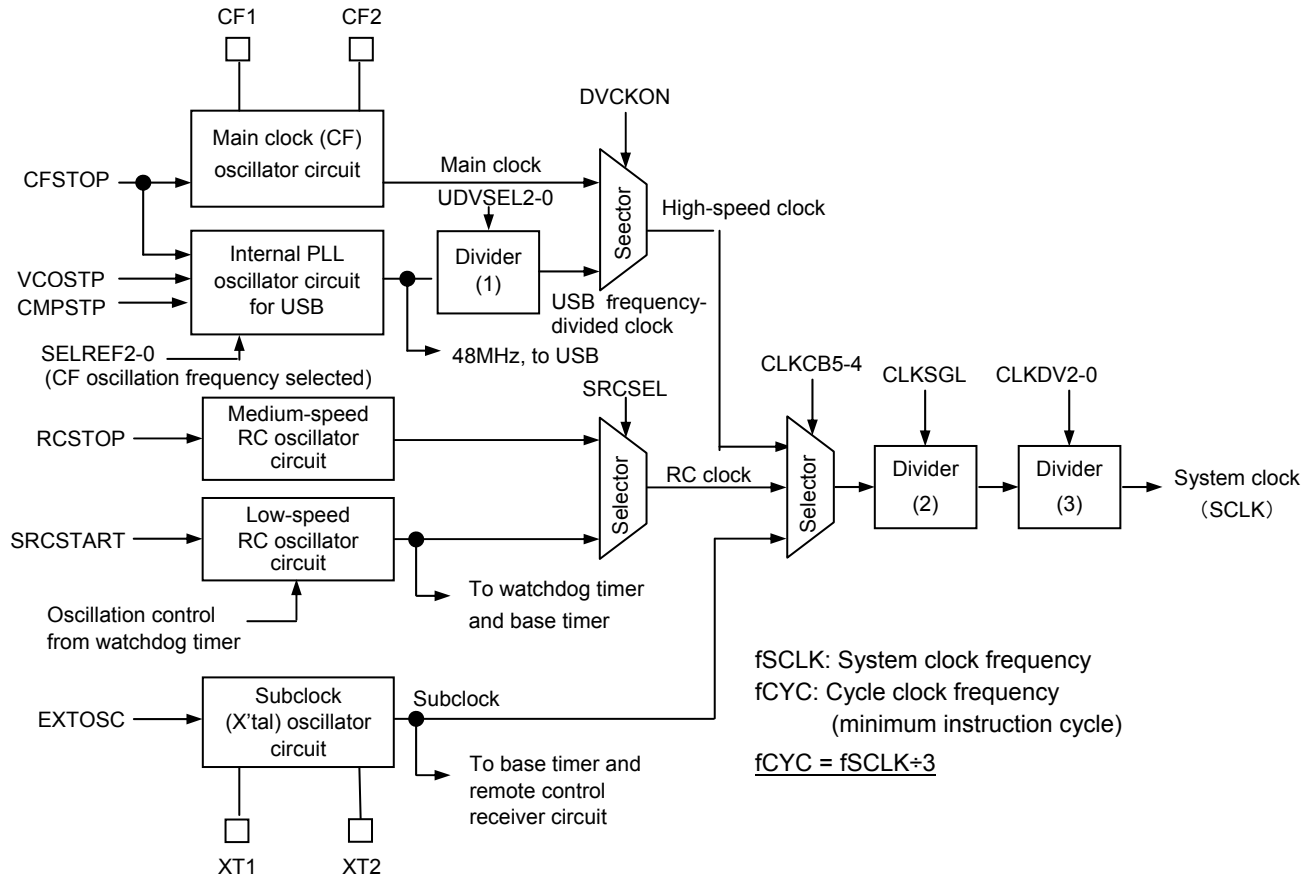 CF1
CF2
DVCKON
Main clock (CF)
oscillator circuit
CFSTOP
Main clock
UDVSEL2-0
Seector
High-speed clock
Internal PLL
oscillator circuit
for USB
VCOSTP
CMPSTP
Divider
(1)
USB frequency-
divided clock
SELREF2-0
(CF oscillation frequency selected)
48MHz, to USB
CLKCB5-4
CLKSGL
CLKDV2-0
SRCSEL
Medium-speed
RC oscillator
circuit
RCSTOP
Selector
RC clock
Selector
Divider
(2)
Divider
(3)
System clock
(SCLK)
Low-speed
RC oscillator
circuit
SRCSTART
To watchdog timer
and base timer
Oscillation control
from watchdog timer
fSCLK: System clock frequency
fCYC: Cycle clock frequency
(minimum instruction cycle)
fCYC = fSCLK÷3
Subclock
(X'tal) oscillator
circuit
EXTOSC
Subclock
To base timer and
remote control
receiver circuit
XT1
XT2